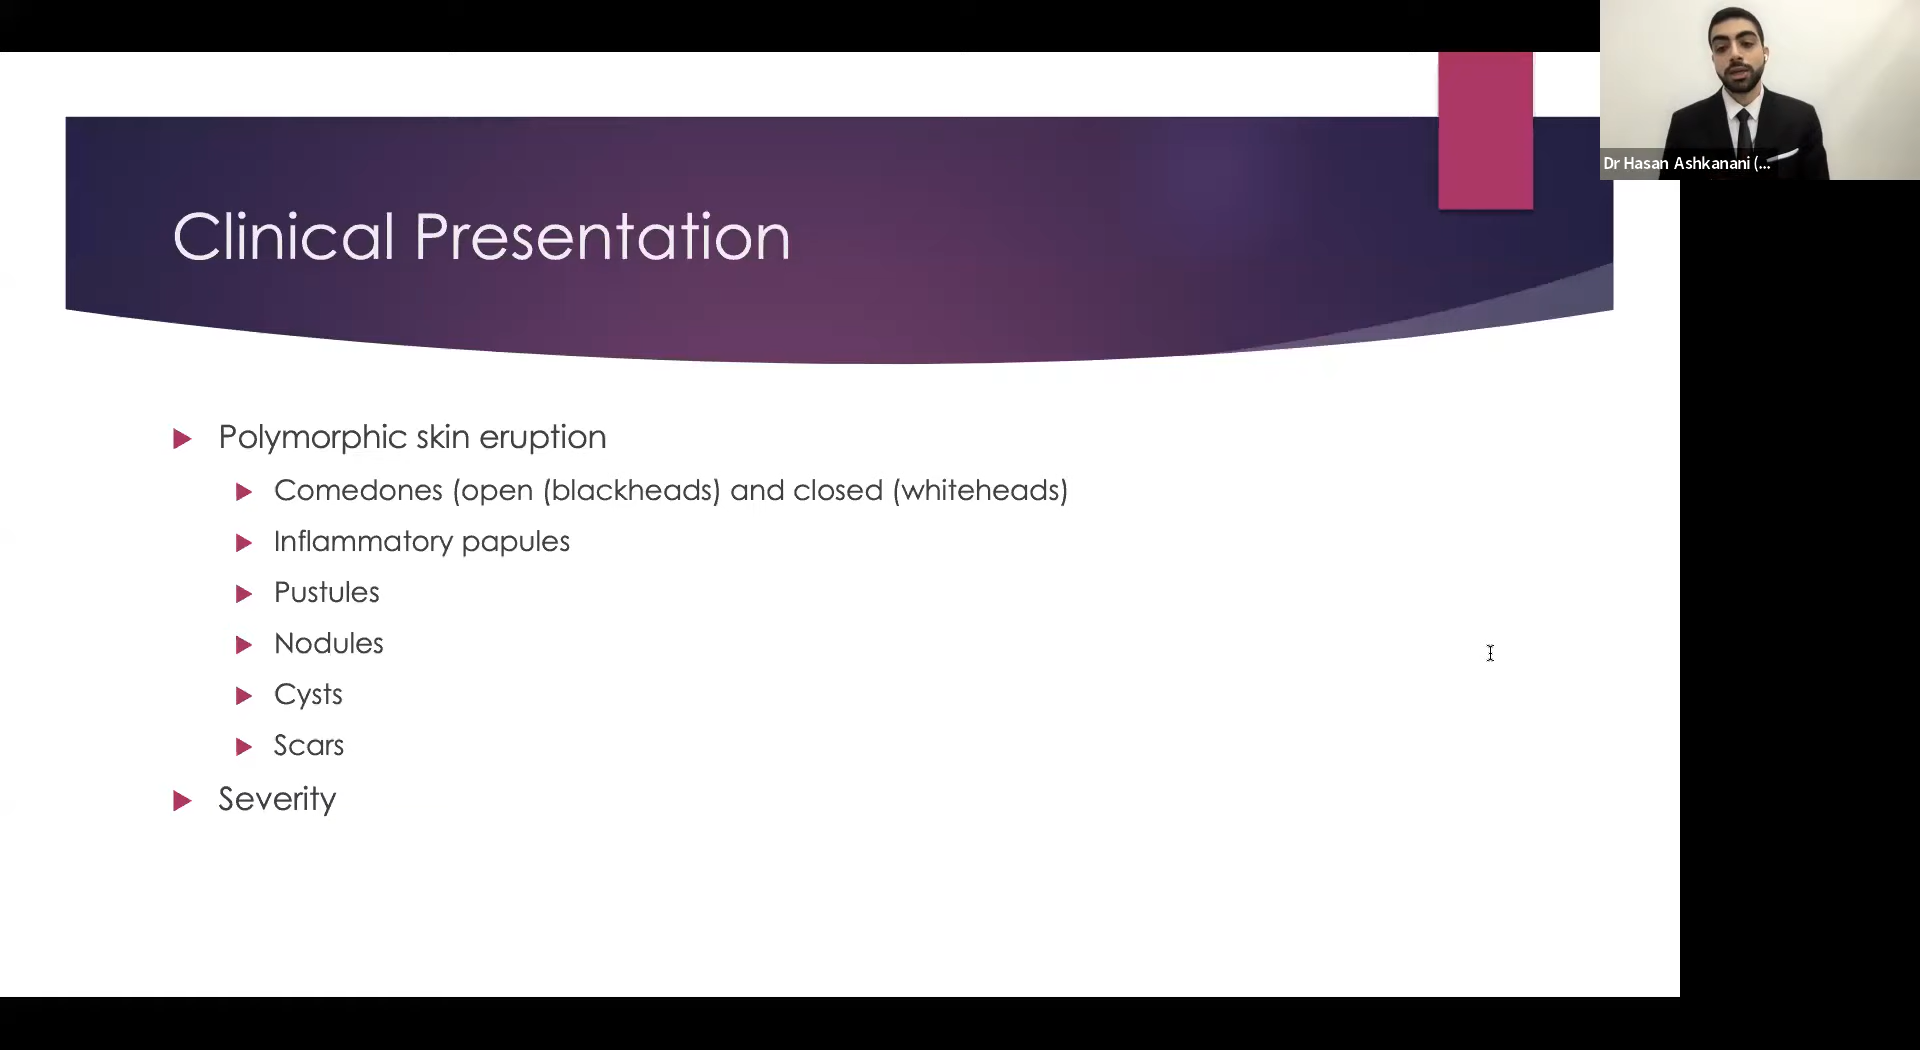 Clinical Presentation
Polymorphic skin eruption
Comedones (open (blackheads) and closed (whiteheads)
Inflammatory papules
Pustules
Nodules
Cysts
Scars
Severity
Dr Hasan Ashkanani (...